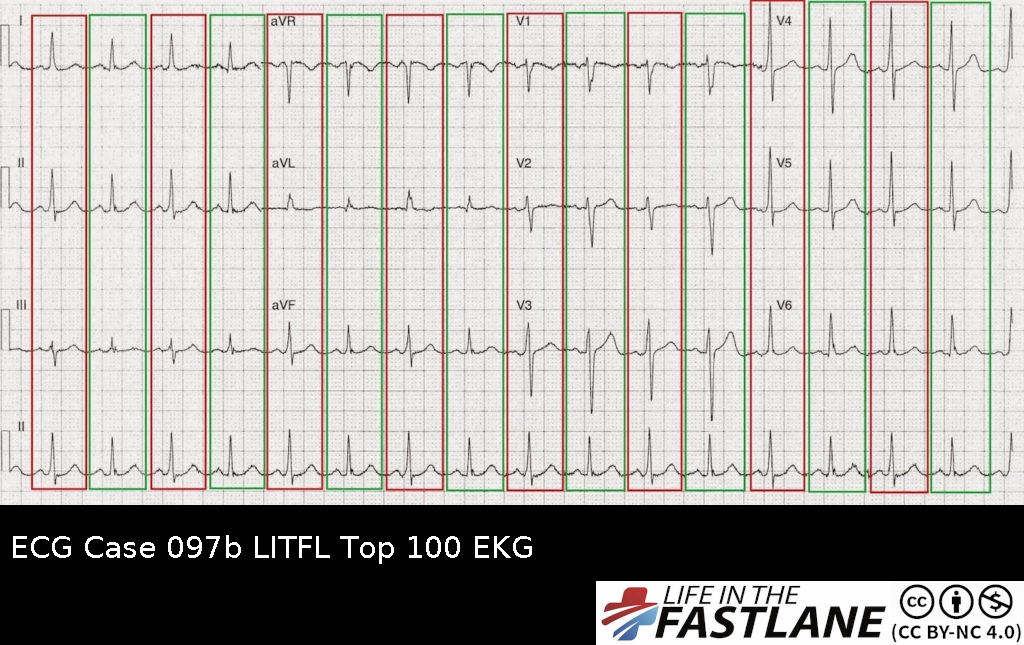 I aVR V1 V4
II aVL V2 V5
III aVF V3 V6
II
ECG Case 097b LITFL Top 100 EKG
LIFE IN THE
FASTLANE
cc
$
(CC BY-NC 4.0)